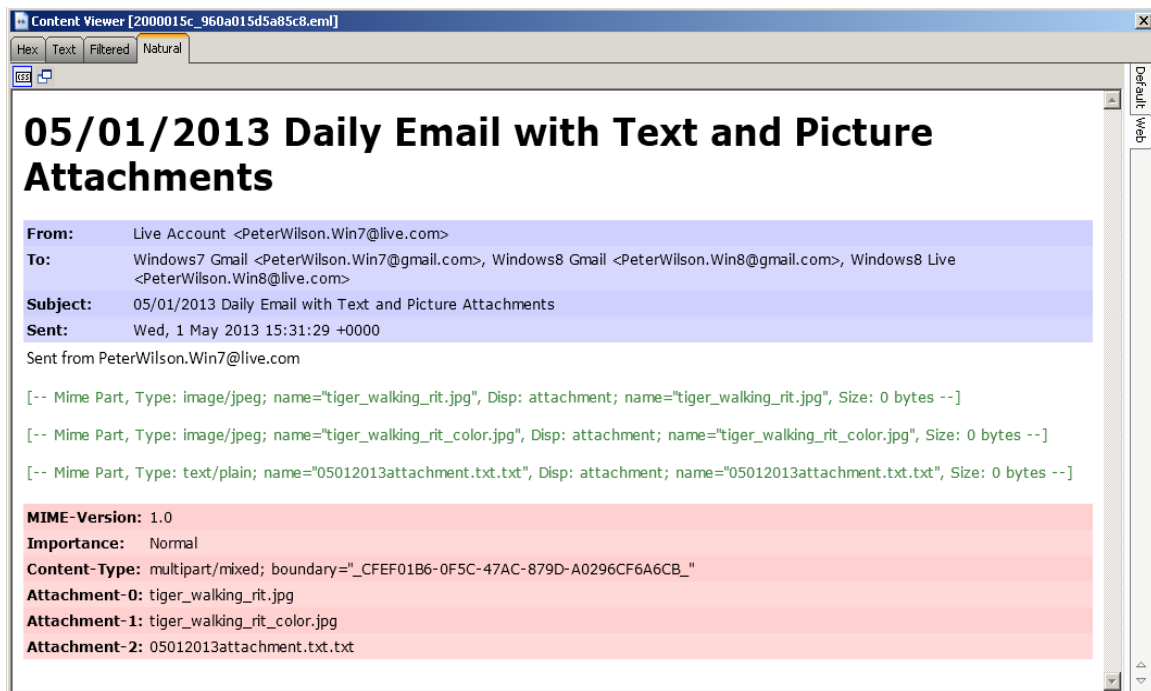 Content Viewer [2000015c_960a015d5a85c8.eml]
Hex Text Filtered Natural
CSS
Default Web
05/01/2013 Daily Email with Text and Picture
Attachments
From: Live Account <PeterWilson.Win7@live.com>
To: Windows7 Gmail <PeterWilson.Win7@gmail.com>, Windows8 Gmail <PeterWilson.Win8@gmail.com>, Windows8 Live
<PeterWilson.Win8@live.com>
Subject: 05/01/2013 Daily Email with Text and Picture Attachments
Sent: Wed, 1 May 2013 15:31:29 +0000
Sent from PeterWilson.Win7@live.com
[-- Mime Part, Type: image/jpeg; name="tiger_walking_rit.jpg", Disp: attachment; name="tiger_walking_rit.jpg", Size: 0 bytes --]
[-- Mime Part, Type: image/jpeg; name="tiger_walking_rit_color.jpg", Disp: attachment; name="tiger_walking_rit_color.jpg", Size: 0 bytes --]
[-- Mime Part, Type: text/plain; name="05012013attachment.txt.txt", Disp: attachment; name="05012013attachment.txt.txt", Size: 0 bytes --]
MIME-Version: 1.0
Importance: Normal
Content-Type: multipart/mixed; boundary="_CFEF01B6-0F5C-47AC-879D-A0296CF6A6CB_"
Attachment-0: tiger_walking_rit.jpg
Attachment-1: tiger_walking_rit_color.jpg
Attachment-2: 05012013attachment.txt.txt